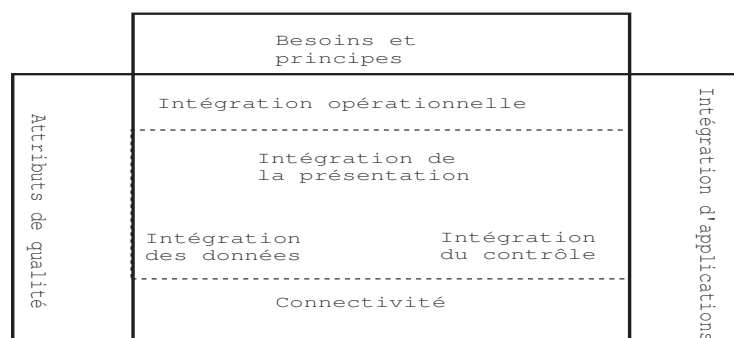 Besoins et
principes
Intégration opérationnelle
Intégration de
la présentation
Intégration
des données
Intégration
du contrôle
Connectivité
Attributs de qualité
Intégration d'applications